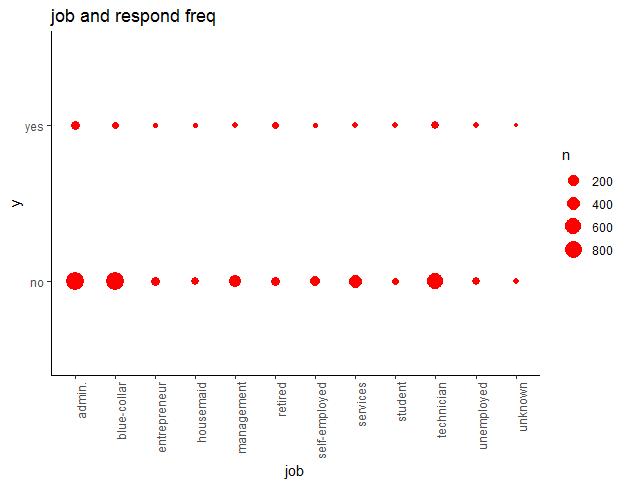 job and respond freq
yes
no
y
admin.
blue-collar
entrepreneur
housemaid
management
retired
self-employed
services
student
technician
unemployed
unknown
job
n
200
400
600
800